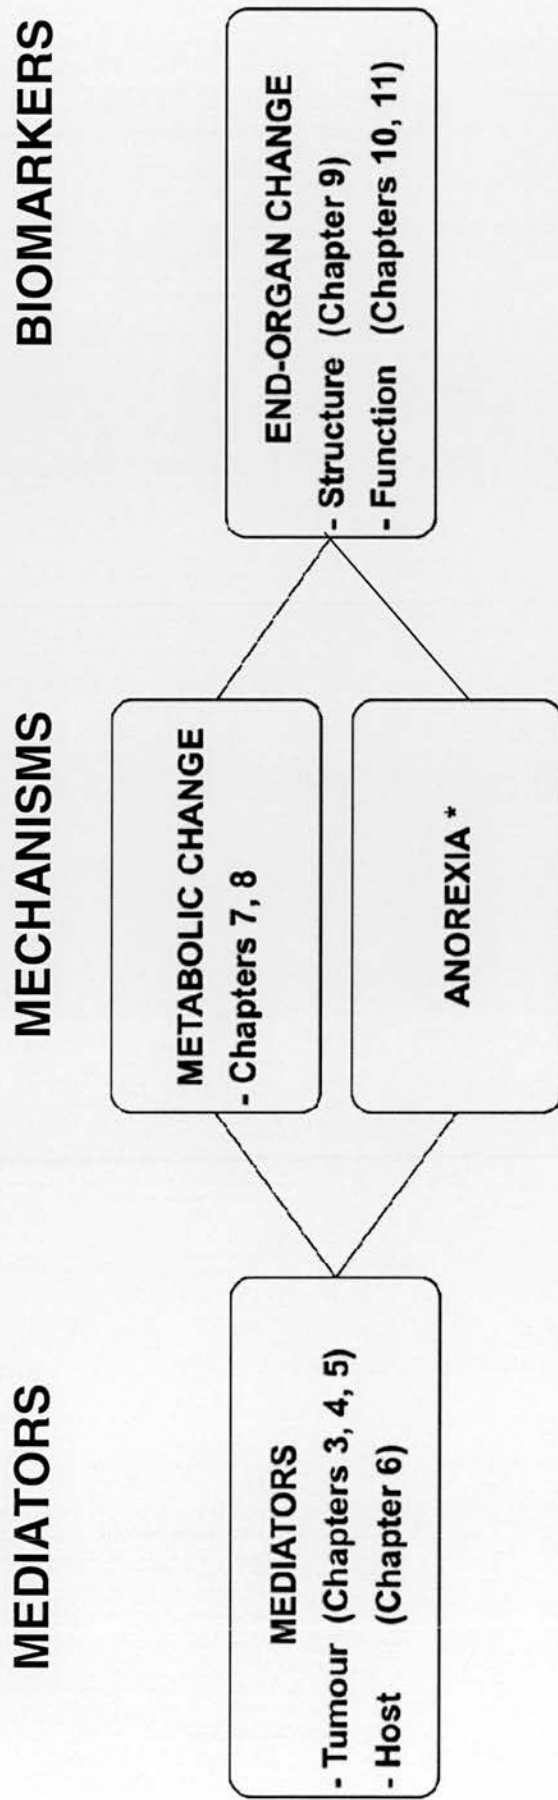 MEDIATORS
MECHANISMS
BIOMARKERS
MEDIATORS
- Tumour (Chapters 3, 4, 5)
- Host (Chapter 6)
METABOLIC CHANGE
- Chapters 7, 8
ANOREXIA *
END-ORGAN CHANGE
- Structure (Chapter 9)
- Function (Chapters 10, 11)